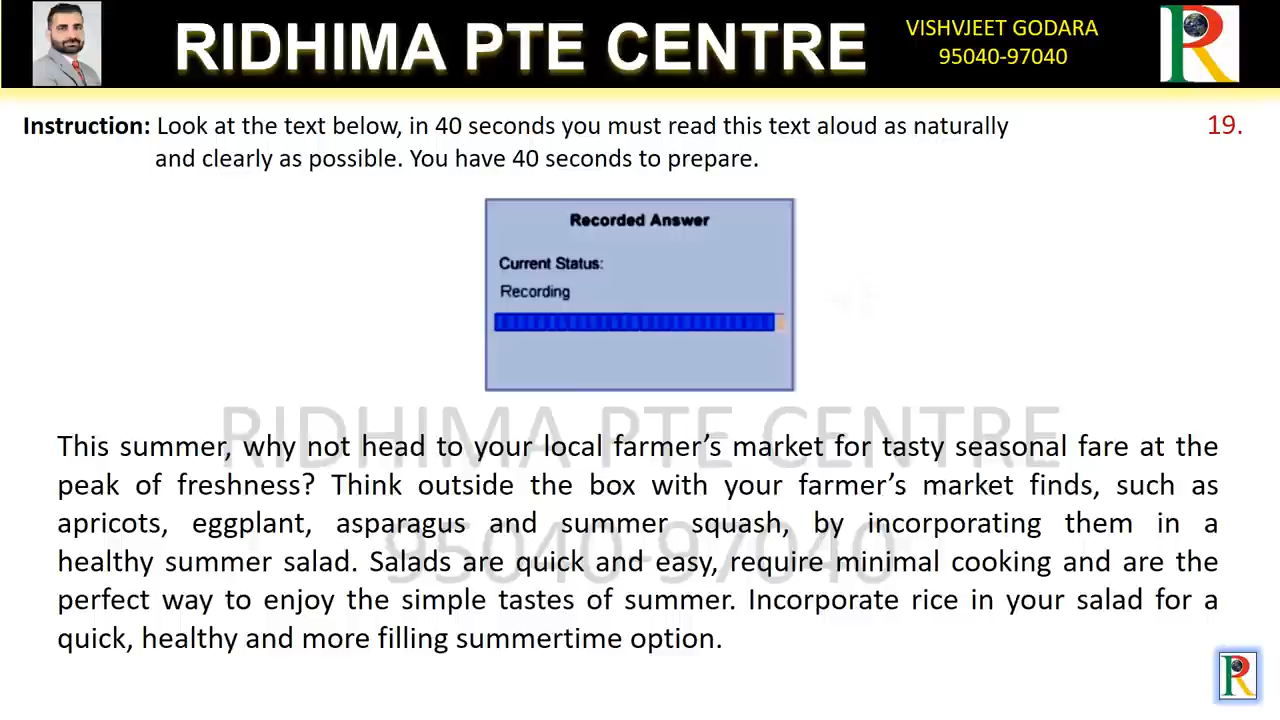 RIDHIMA PTE CENTRE
VISHVJEET GODARA
95040-97040
Instruction: Look at the text below, in 40 seconds you must read this text aloud as naturally
and clearly as possible. You have 40 seconds to prepare.
19.
Recorded Answer
Current Status:
Recording
RIDHIMA PTE CENTRE
95040-97040
This summer, why not head to your local farmer’s market for tasty seasonal fare at the
peak of freshness? Think outside the box with your farmer’s market finds, such as
apricots, eggplant, asparagus and summer squash, by incorporating them in a
healthy summer salad. Salads are quick and easy, require minimal cooking and are the
perfect way to enjoy the simple tastes of summer. Incorporate rice in your salad for a
quick, healthy and more filling summertime option.